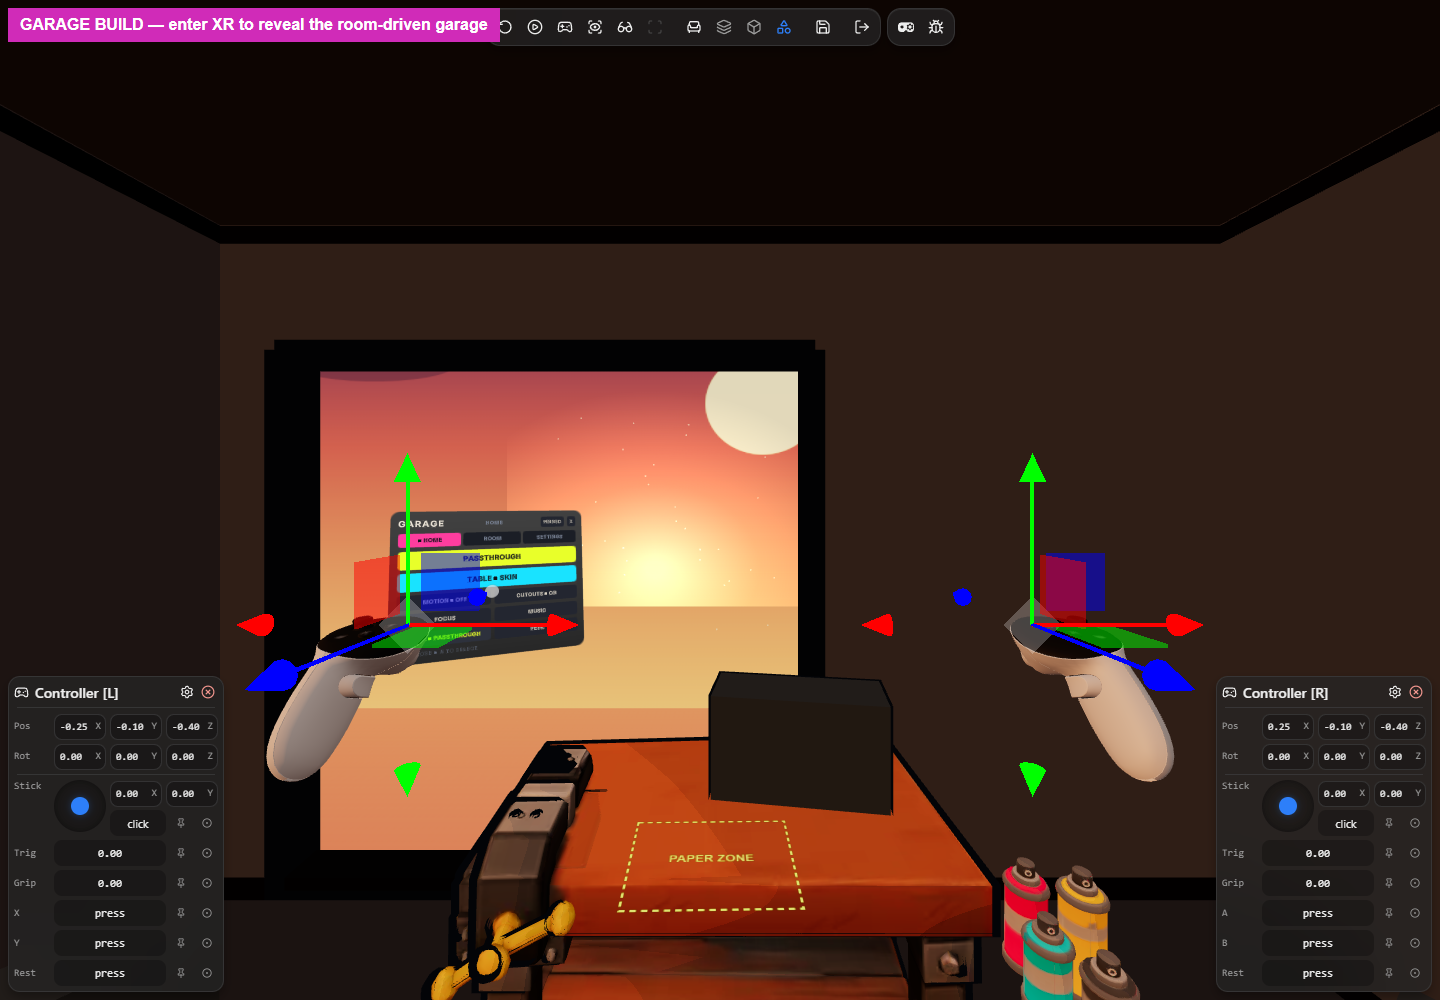 GARAGE BUILD — enter XR to reveal the room-driven garage
GARAGE
HOME
X
■ HOME
ROOM
SETTINGS
PASSTHROUGH
TABLE ■ SKIN
MOTION ■ OFF
CUTOUTS ■ ON
FOCUS
MUSIC
■ PASSTHROUGH
PAPER ZONE
Controller [L]
Pos -0.25 X -0.10 Y -0.40 Z
Rot 0.00 X 0.00 Y 0.00 Z
Stick 0.00 X 0.00 Y
click
Trig 0.00
Grip 0.00
X press
Y press
Rest press
Controller [R]
Pos 0.25 X -0.10 Y -0.40 Z
Rot 0.00 X 0.00 Y 0.00 Z
Stick 0.00 X 0.00 Y
click
Trig 0.00
Grip 0.00
A press
B press
Rest press